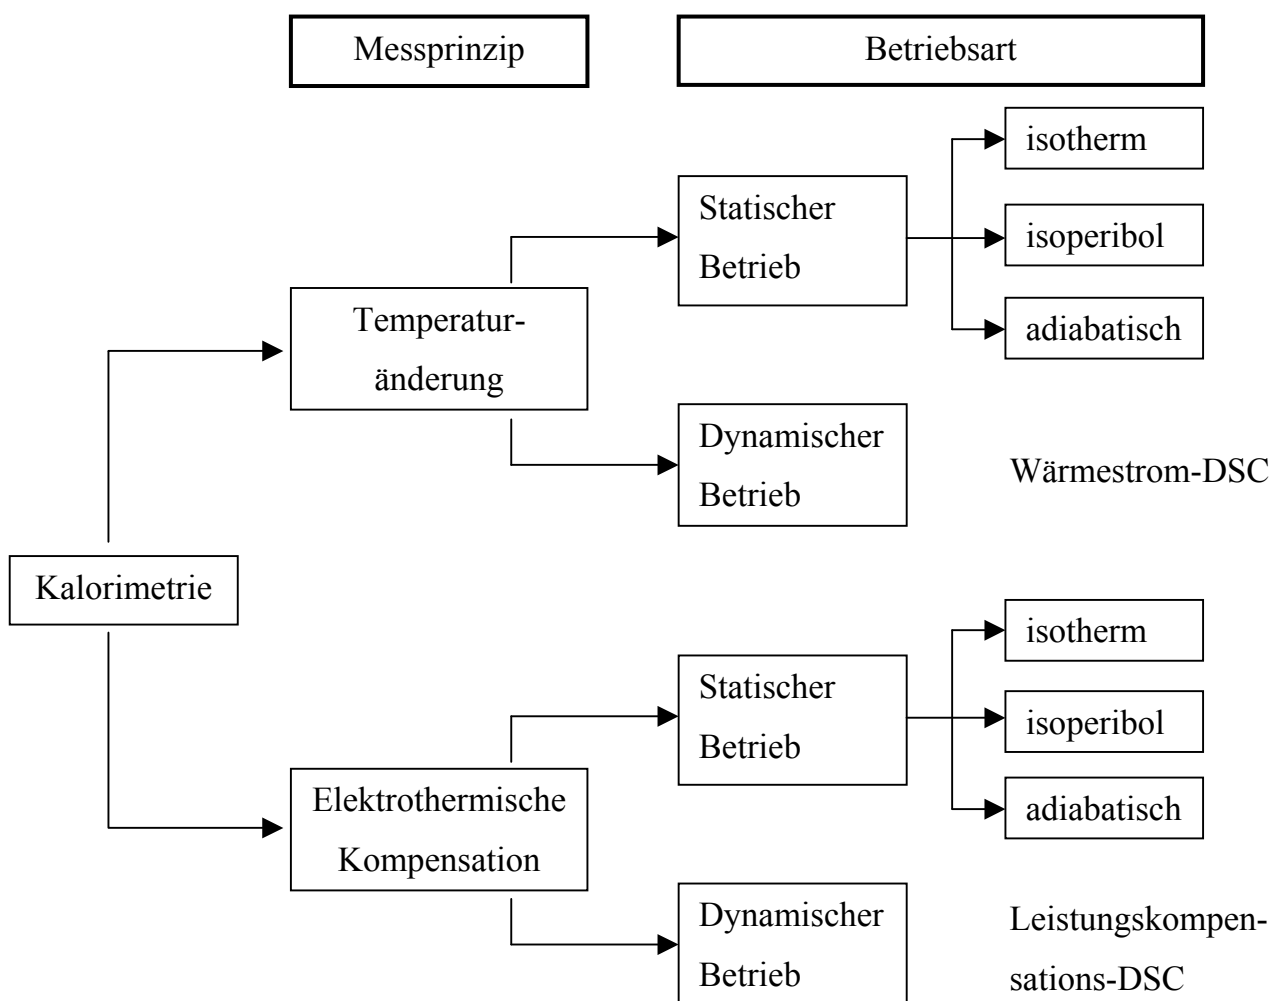 Messprinzip
Betriebsart
isotherm
Statischer
Betrieb
isoperibol
adiabatisch
Temperatur-
änderung
Dynamischer
Betrieb
Wärmestrom-DSC
Kalorimetrie
isotherm
Statischer
Betrieb
isoperibol
adiabatisch
Elektrothermische
Kompensation
Dynamischer
Betrieb
Leistungskompen-
sations-DSC